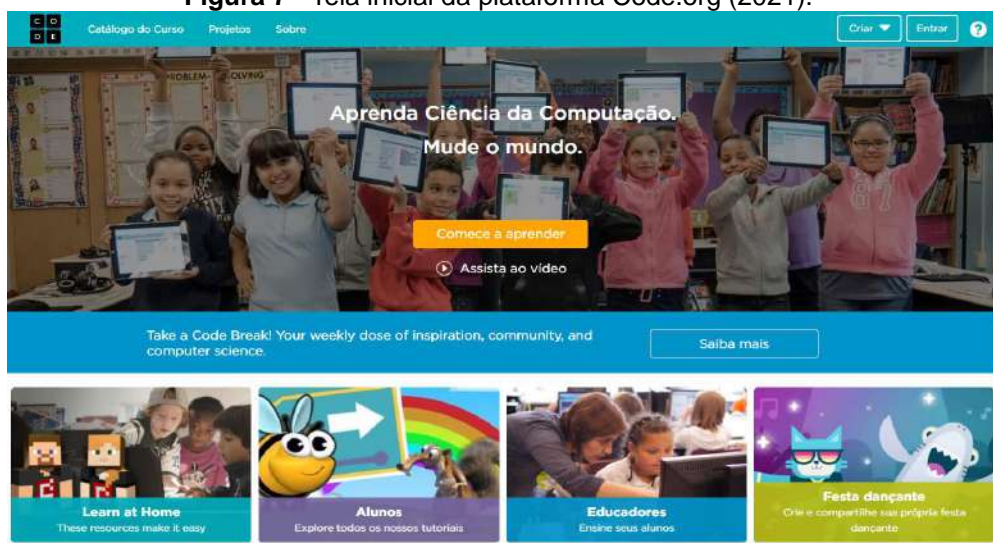 Figura 7 - Tela inicial da plataforma Code.org (2021).
C O
D E
Catálogo do Curso Projetos Sobre Criar Entrar ?
PROBLEM SOLVING
Aprenda Ciência da Computação.
Mude o mundo.
Comece a aprender
Assista ao vídeo
Take a Code Break! Your weekly dose of inspiration, community, and
computer science.
Saiba mais
Learn at Home
These resources make it easy
Alunos
Explore todos os nossos tutoriais
Educadores
Ensine seus alunos
Festa dançante
Crie e compartilhe sua própria festa
dançante